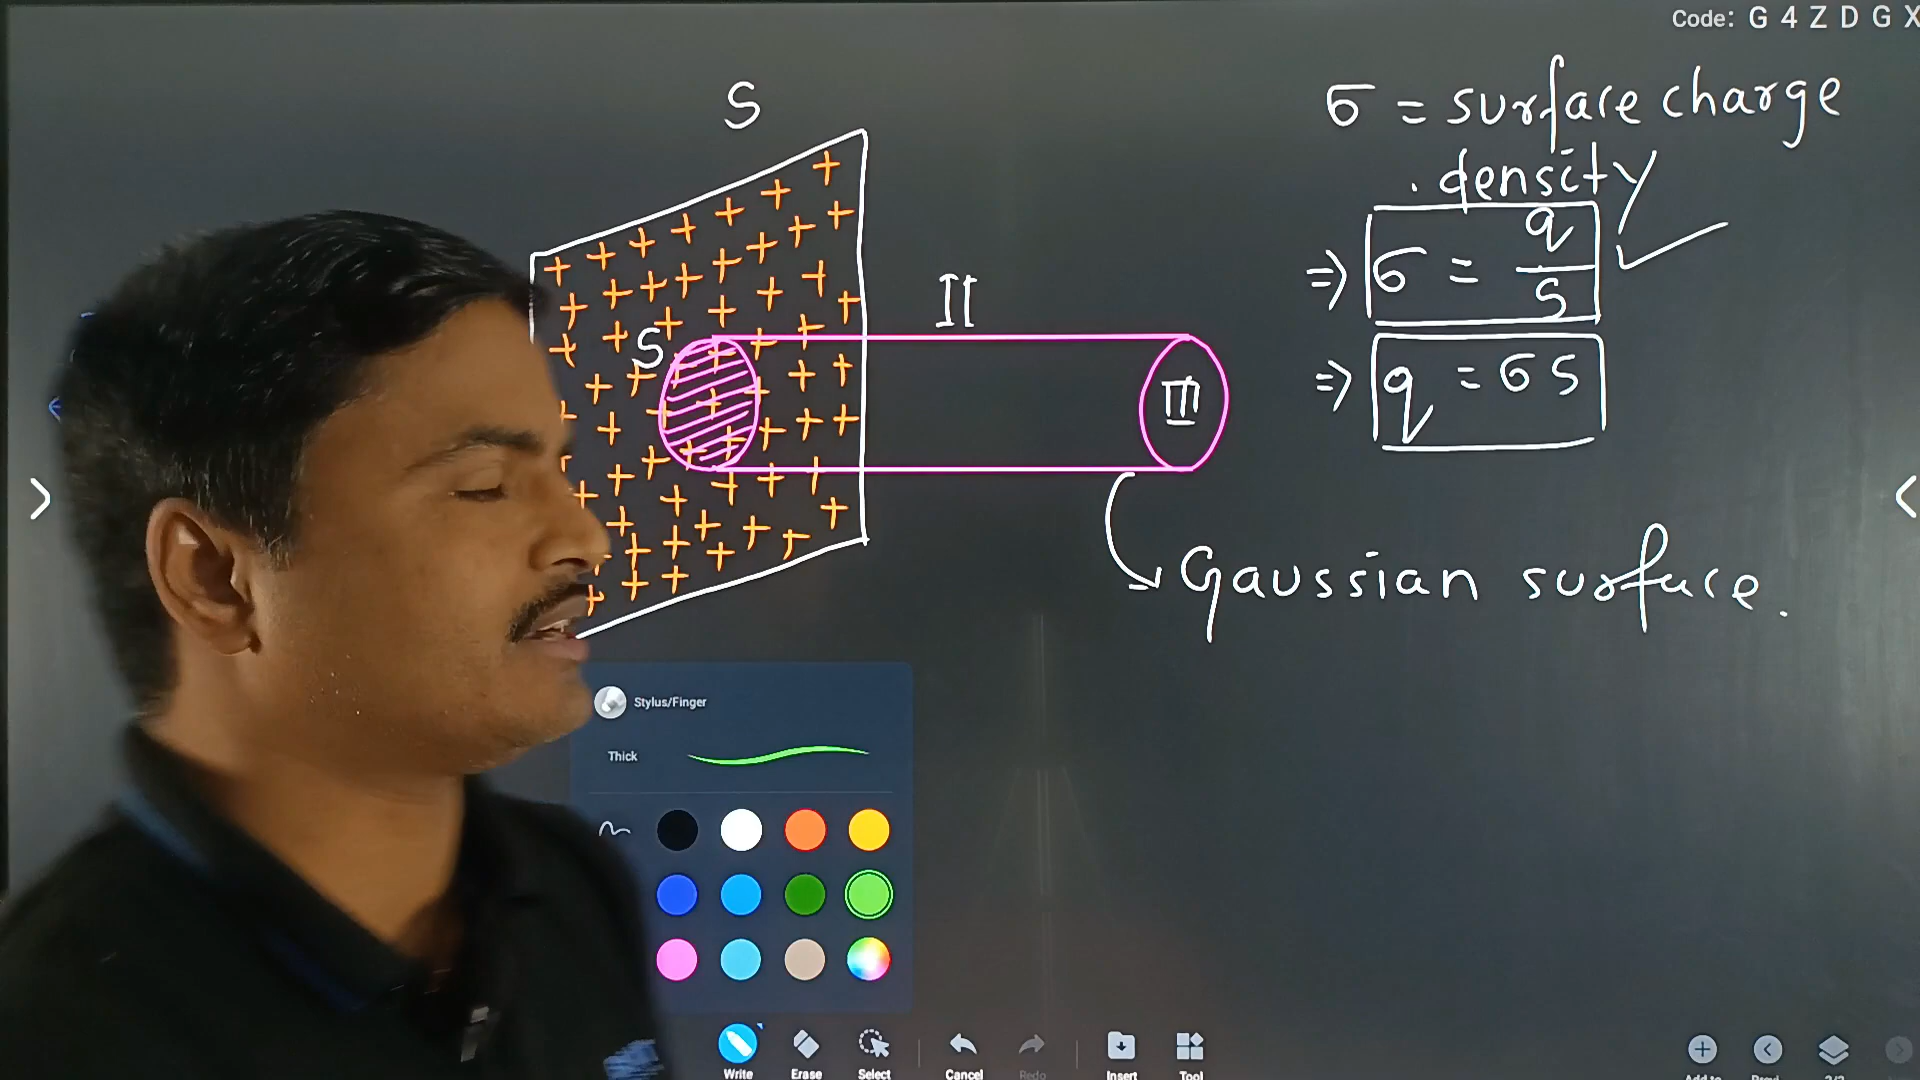 Code: G 4 Z D G X
S
σ = surface charge
density
⇒ σ = q/S
II
S
III
⇒ q = σ S
Gaussian surface.
Stylus/Finger
Thick
Write Erase Select Cancel Redo Insert Tool